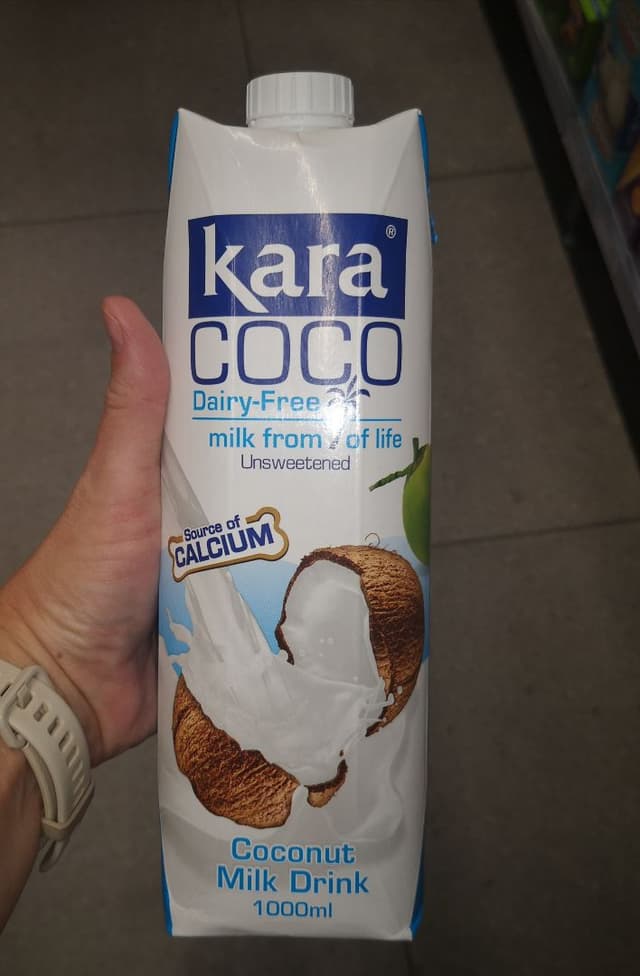 kara®
COCO
Dairy-Free
milk from of life
Unsweetened
Source of
CALCIUM
Coconut
Milk Drink
1000ml